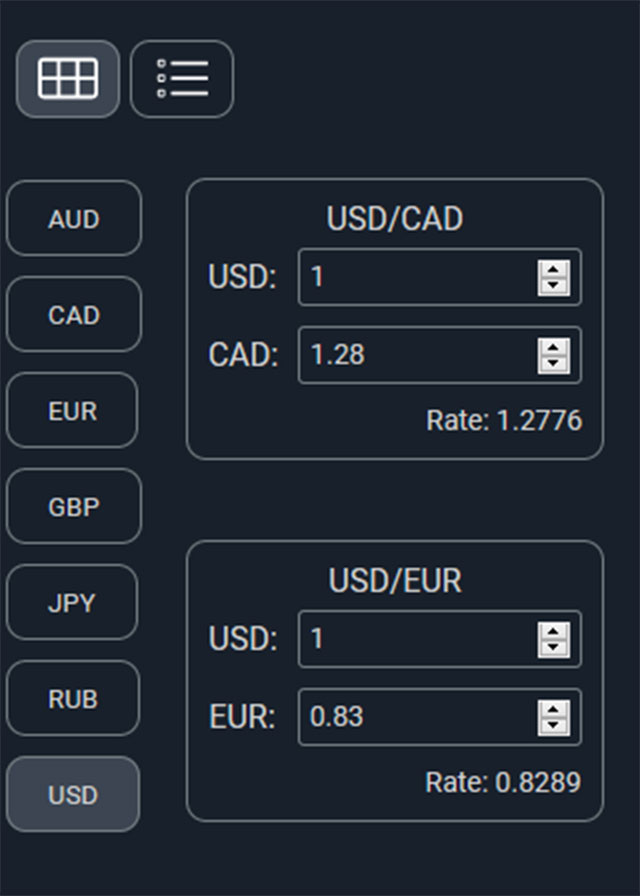 AUD
CAD
EUR
GBP
JPY
RUB
USD
USD/CAD
USD: 1
CAD: 1.28
Rate: 1.2776
USD/EUR
USD: 1
EUR: 0.83
Rate: 0.8289